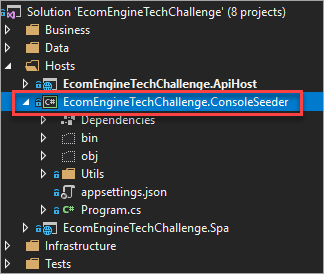 Solution 'EcomEngineTechChallenge' (8 projects)
Business
Data
Hosts
EcomEngineTechChallenge.ApiHost
C# EcomEngineTechChallenge.ConsoleSeeder
Dependencies
bin
obj
Utils
appsettings.json
C# Program.cs
EcomEngineTechChallenge.Spa
Infrastructure
Tests